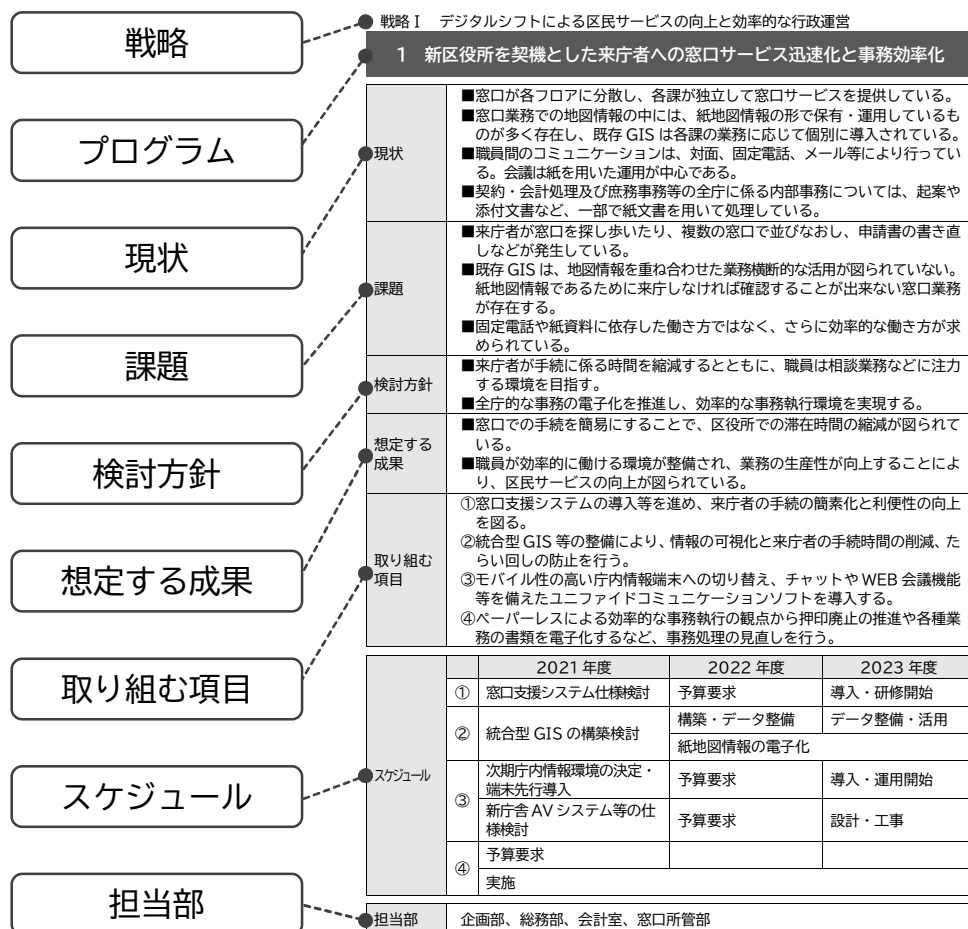 戦略
プログラム
現状
課題
検討方針
想定する成果
取り組む項目
スケジュール
担当部
戦略Ⅰ　デジタルシフトによる区民サービスの向上と効率的な行政運営
1　新区役所を契機とした来庁者への窓口サービス迅速化と事務効率化
現状
■窓口が各フロアに分散し、各課が独立して窓口サービスを提供している。
■窓口業務での地図情報の中には、紙地図情報の形で保有・運用しているも
のが多く存在し、既存 GIS は各課の業務に応じて個別に導入されている。
■職員間のコミュニケーションは、対面、固定電話、メール等により行ってい
る。会議は紙を用いた運用が中心である。
■契約・会計処理及び庶務事務等の全庁に係る内部事務については、起案や
添付文書など、一部で紙文書を用いて処理している。
課題
■来庁者が窓口を探し歩いたり、複数の窓口で並びなおし、申請書の書き直
しなどが発生している。
■既存 GIS は、地図情報を重ね合わせた業務横断的な活用が図られていない。
紙地図情報であるために来庁しなければ確認することが出来ない窓口業務
が存在する。
■固定電話や紙資料に依存した働き方ではなく、さらに効率的な働き方が求
められている。
検討方針
■来庁者が手続に係る時間を縮減するとともに、職員は相談業務などに注力
する環境を目指す。
■全庁的な事務の電子化を推進し、効率的な事務執行環境を実現する。
想定する
成果
■窓口での手続を簡易にすることで、区役所での滞在時間の縮減が図られて
いる。
■職員が効率的に働ける環境が整備され、業務の生産性が向上することによ
り、区民サービスの向上が図られている。
取り組む
項目
①窓口支援システムの導入等を進め、来庁者の手続の簡素化と利便性の向上
を図る。
②統合型 GIS 等の整備により、情報の可視化と来庁者の手続時間の削減、た
らい回しの防止を行う。
③モバイル性の高い庁内情報端末への切り替え、チャットや WEB 会議機能
等を備えたユニファイドコミュニケーションソフトを導入する。
④ペーパーレスによる効率的な事務執行の観点から押印廃止の推進や各種業
務の書類を電子化するなど、事務処理の見直しを行う。
スケジュール
2021 年度 2022 年度 2023 年度
① 窓口支援システム仕様検討 予算要求 導入・研修開始
② 統合型 GIS の構築検討 構築・データ整備 データ整備・活用
紙地図情報の電子化
③ 次期庁内情報環境の決定・
端末先行導入 予算要求 導入・運用開始
新庁舎 AV システム等の仕
様検討 予算要求 設計・工事
④ 予算要求
実施
担当部 企画部、総務部、会計室、窓口所管部